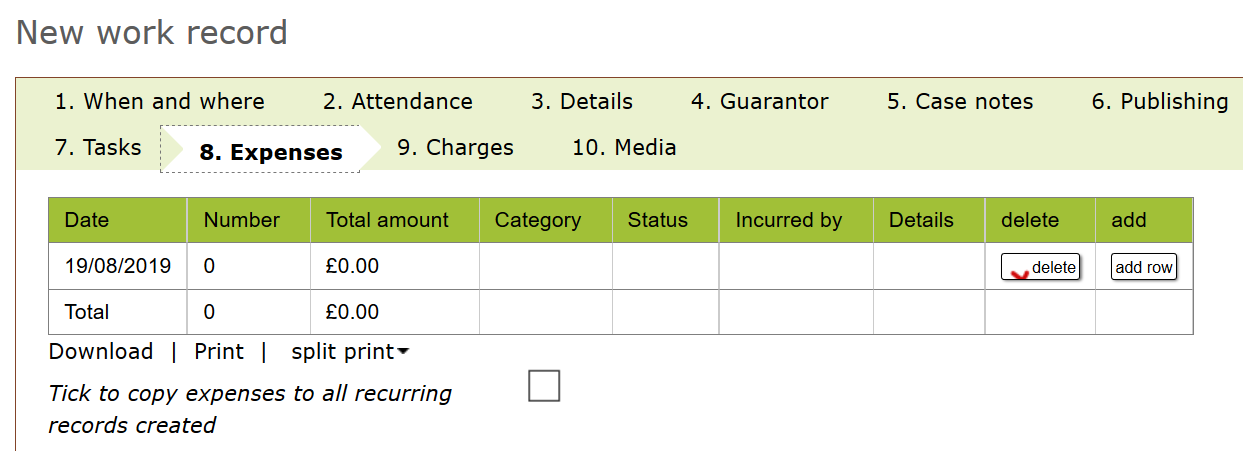 New work record
1. When and where 2. Attendance 3. Details 4. Guarantor 5. Case notes 6. Publishing
7. Tasks 8. Expenses 9. Charges 10. Media
Date Number Total amount Category Status Incurred by Details delete add
19/08/2019 0 £0.00 delete add row
Total 0 £0.00
Download | Print | split print
Tick to copy expenses to all recurring
records created